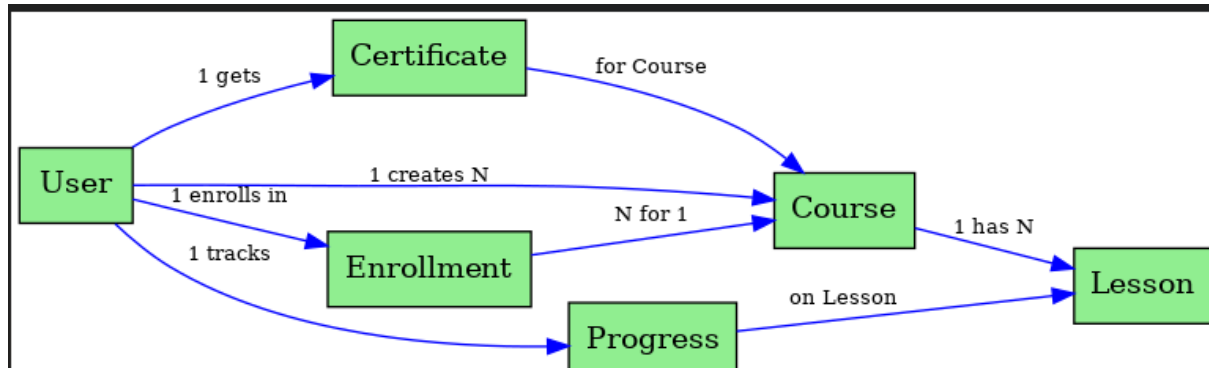 Certificate
for Course
1 gets
User
1 creates N
1 enrolls in
N for 1
Course
1 has N
1 tracks
Enrollment
Lesson
on Lesson
Progress